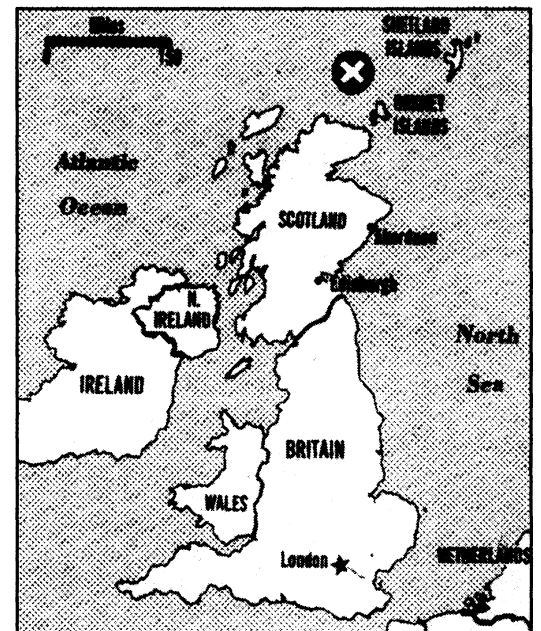 Miles
150
SHETLAND
ISLANDS
ORKNEY
ISLANDS
Atlantic
Ocean
SCOTLAND
Aberdeen
Edinburgh
N.
IRELAND
North
Sea
IRELAND
BRITAIN
WALES
London
NETHERLANDS